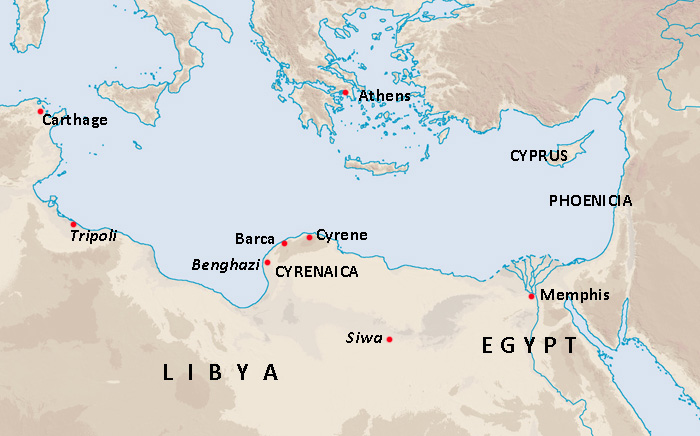 Athens
Carthage
CYPRUS
PHOENICIA
Tripoli
Barca
Cyrene
Benghazi
CYRENAICA
Memphis
Siwa
EGYPT
LIBYA